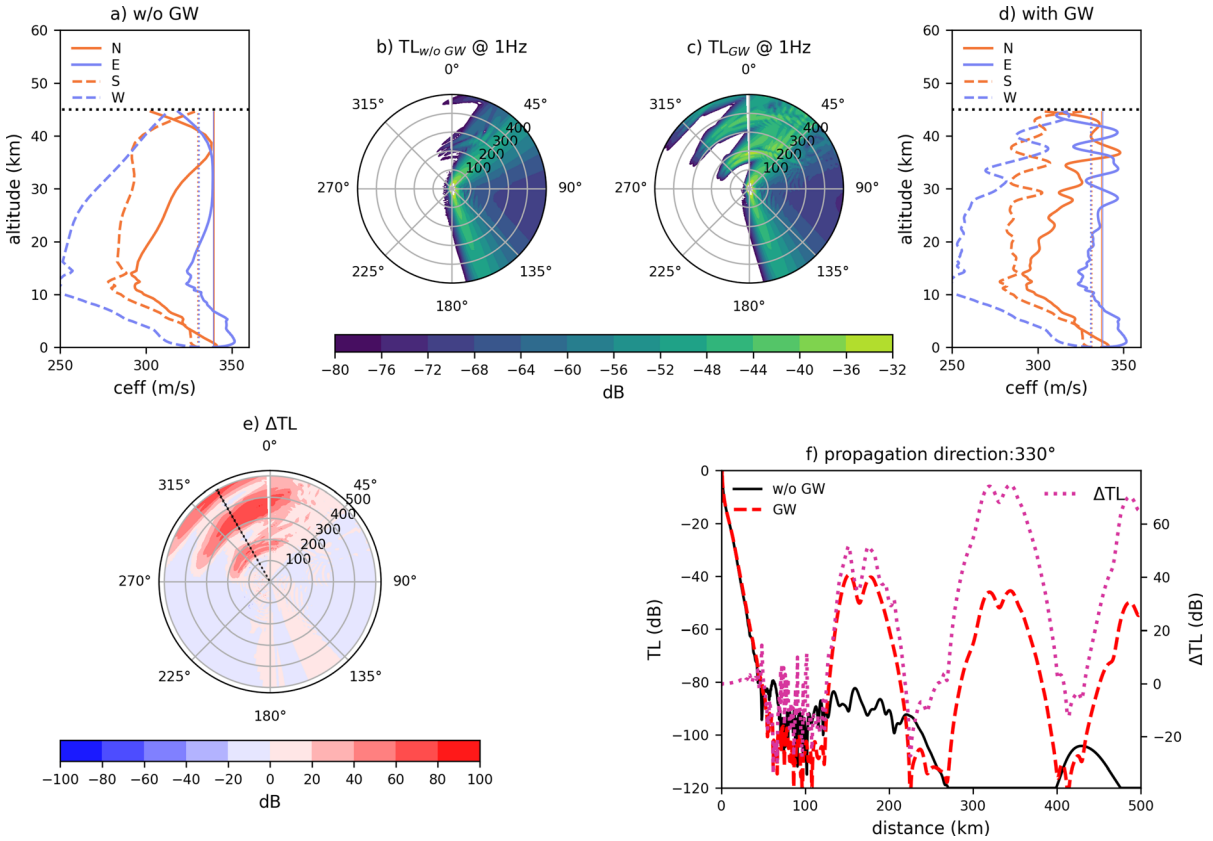 a) w/o GW
60
50
40
30
20
10
0
altitude (km)
N
E
S
W
250
300
350
ceff (m/s)
b) TLw/o GW @ 1Hz
0°
45°
90°
135°
180°
225°
270°
315°
100
200
300
400
c) TLGW @ 1Hz
0°
45°
90°
135°
180°
225°
270°
315°
100
200
300
400
−80 −76 −72 −68 −64 −60 −56 −52 −48 −44 −40 −36 −32
dB
d) with GW
60
50
40
30
20
10
0
altitude (km)
N
E
S
W
250
300
350
ceff (m/s)
e) ΔTL
0°
45°
90°
135°
180°
225°
270°
315°
100
200
300
400
500
−100 −80 −60 −40 −20 0 20 40 60 80 100
dB
f) propagation direction:330°
w/o GW
GW
ΔTL
0
−20
−40
−60
−80
−100
−120
TL (dB)
60
40
20
0
−20
ΔTL (dB)
0 100 200 300 400 500
distance (km)